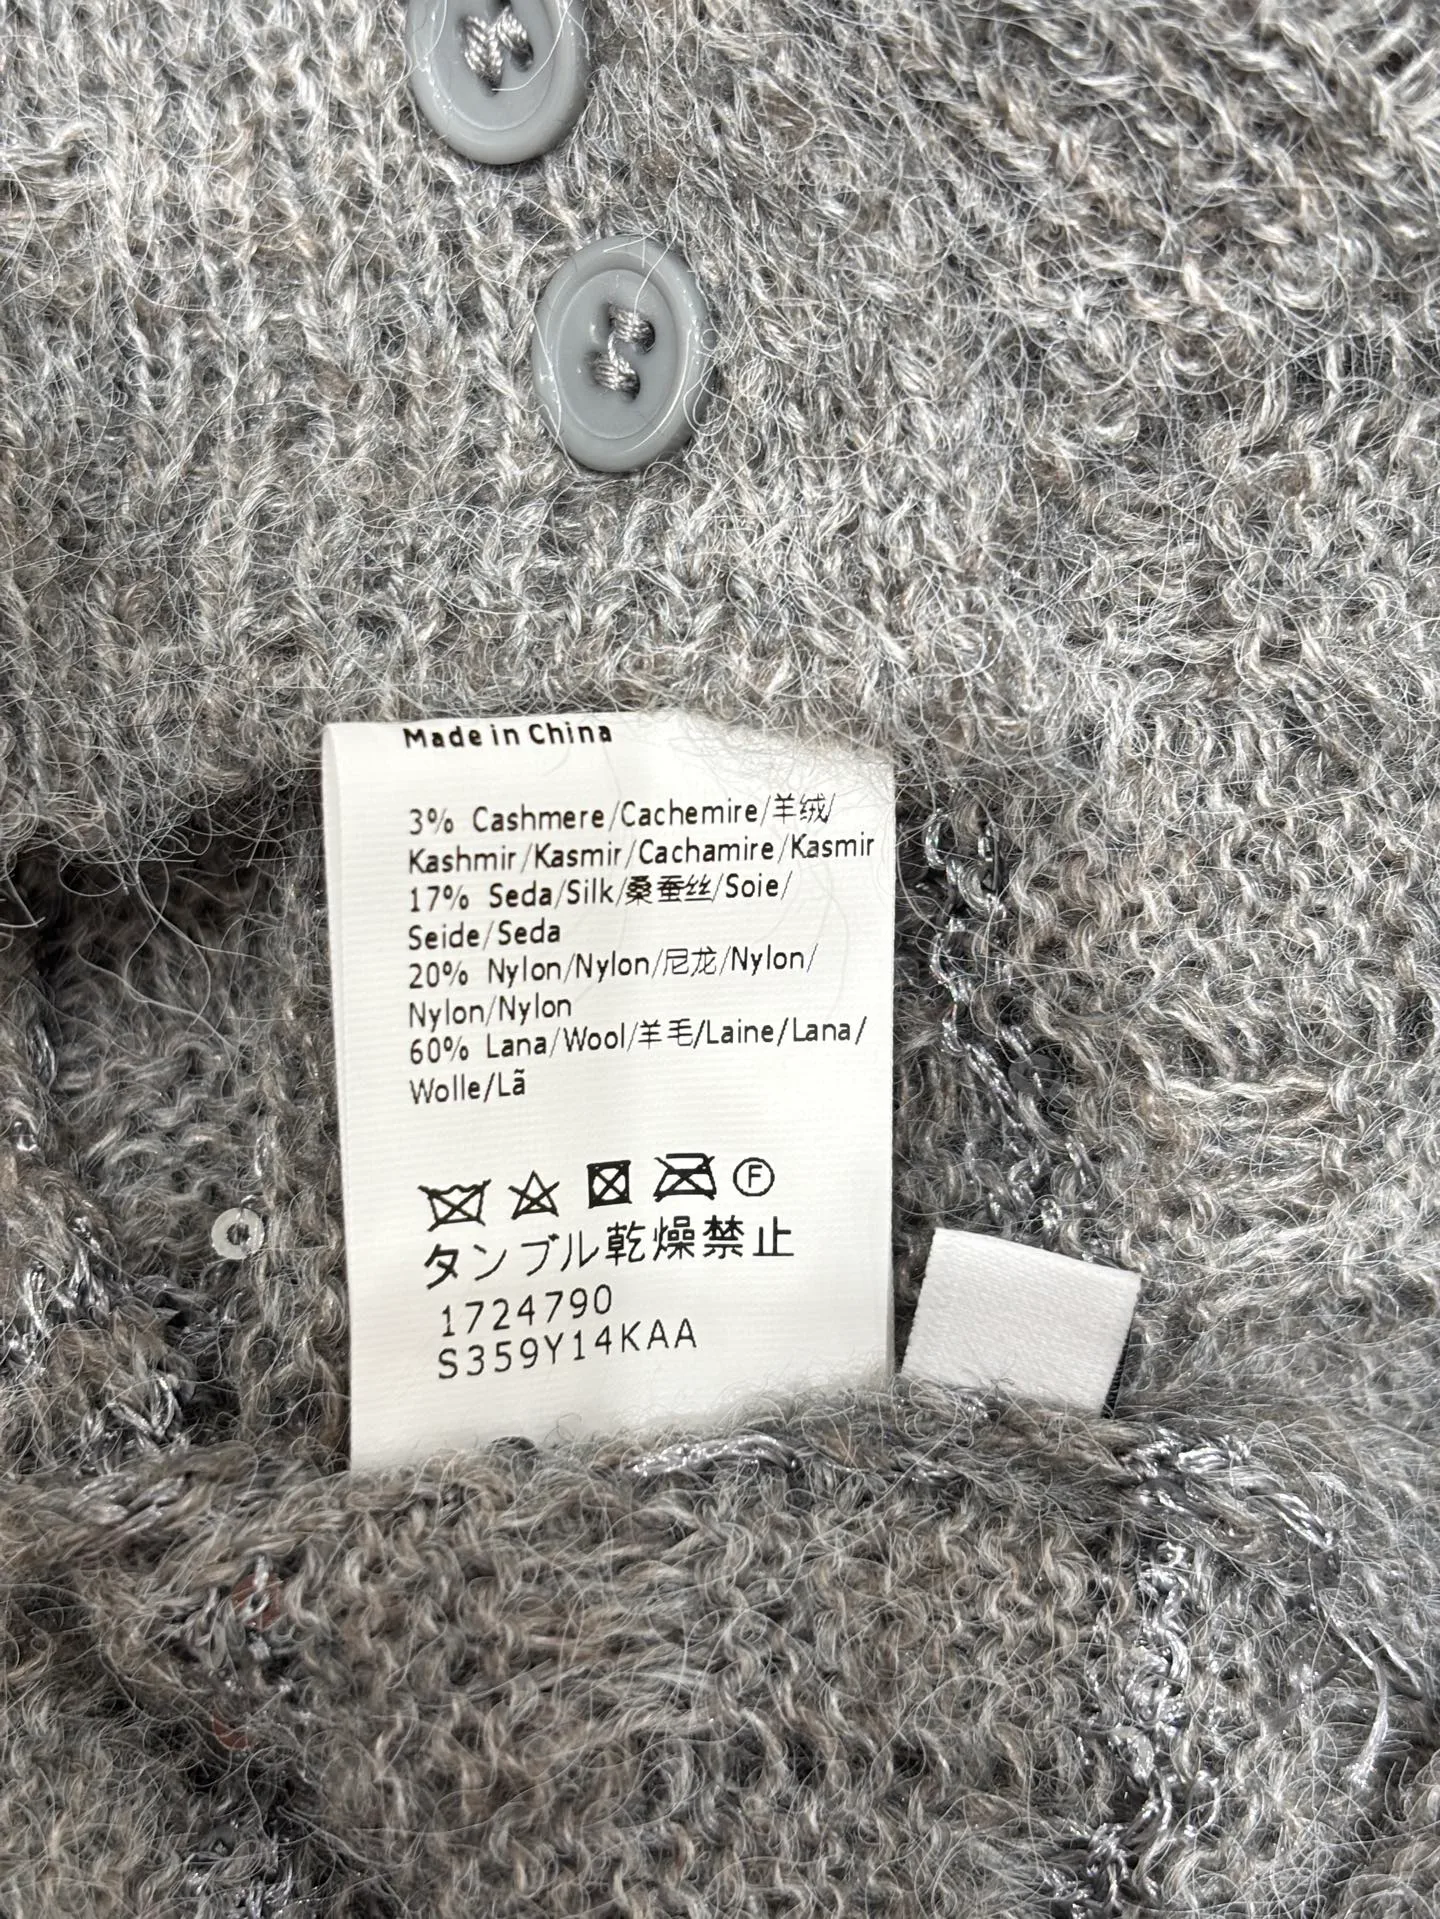 Made in China
3% Cashmere/Cachemire/羊绒/
Kashmir/Kasmir/Cachamire/Kasmir
17% Seda/Silk/桑蚕丝/Soie/
Seide/Seda
20% Nylon/Nylon/尼龙/Nylon/
Nylon/Nylon
60% Lana/Wool/羊毛/Laine/Lana/
Wolle/Lã
F
タンブル乾燥禁止
1724790
S359Y14KAA